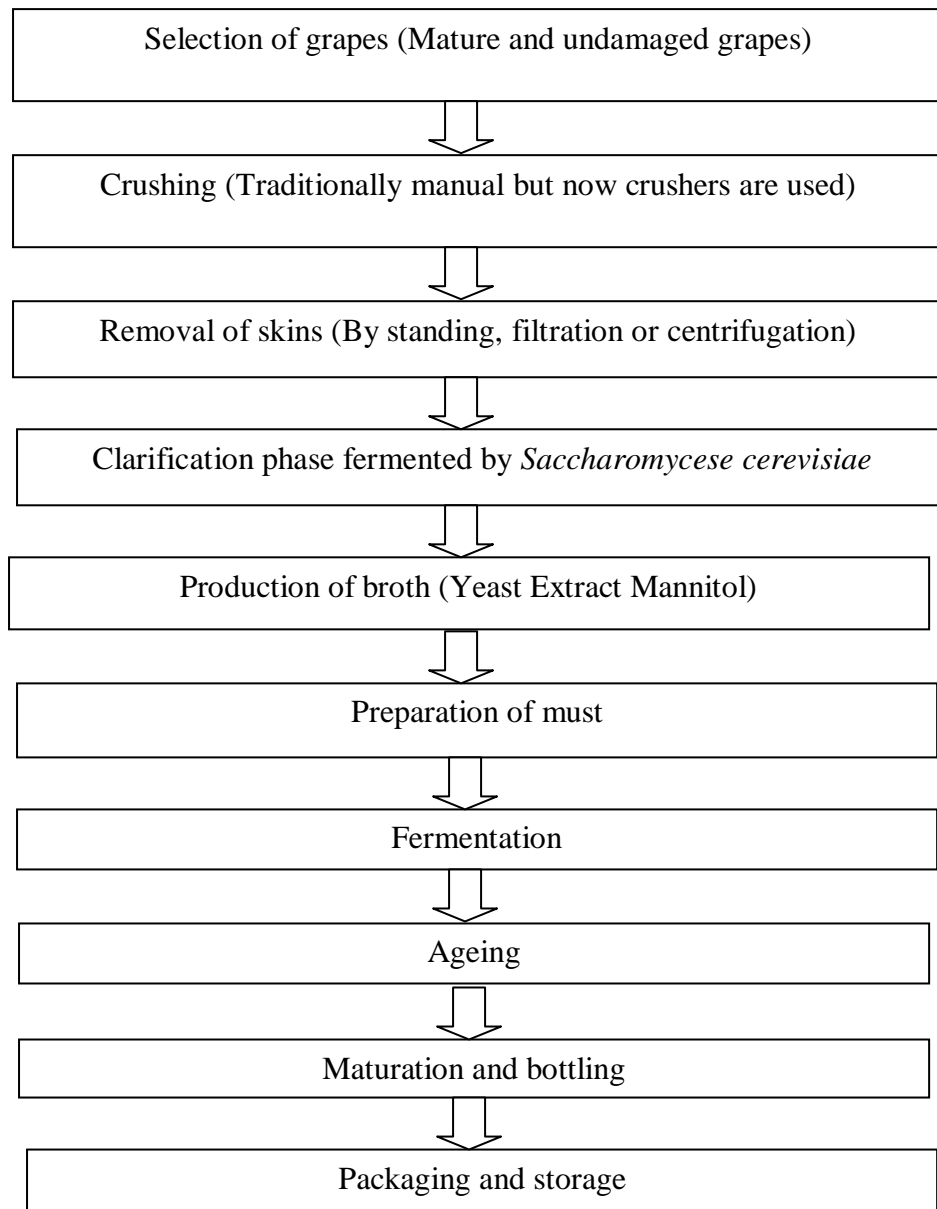 Selection of grapes (Mature and undamaged grapes)
Crushing (Traditionally manual but now crushers are used)
Removal of skins (By standing, filtration or centrifugation)
Clarification phase fermented by Saccharomycese cerevisiae
Production of broth (Yeast Extract Mannitol)
Preparation of must
Fermentation
Ageing
Maturation and bottling
Packaging and storage